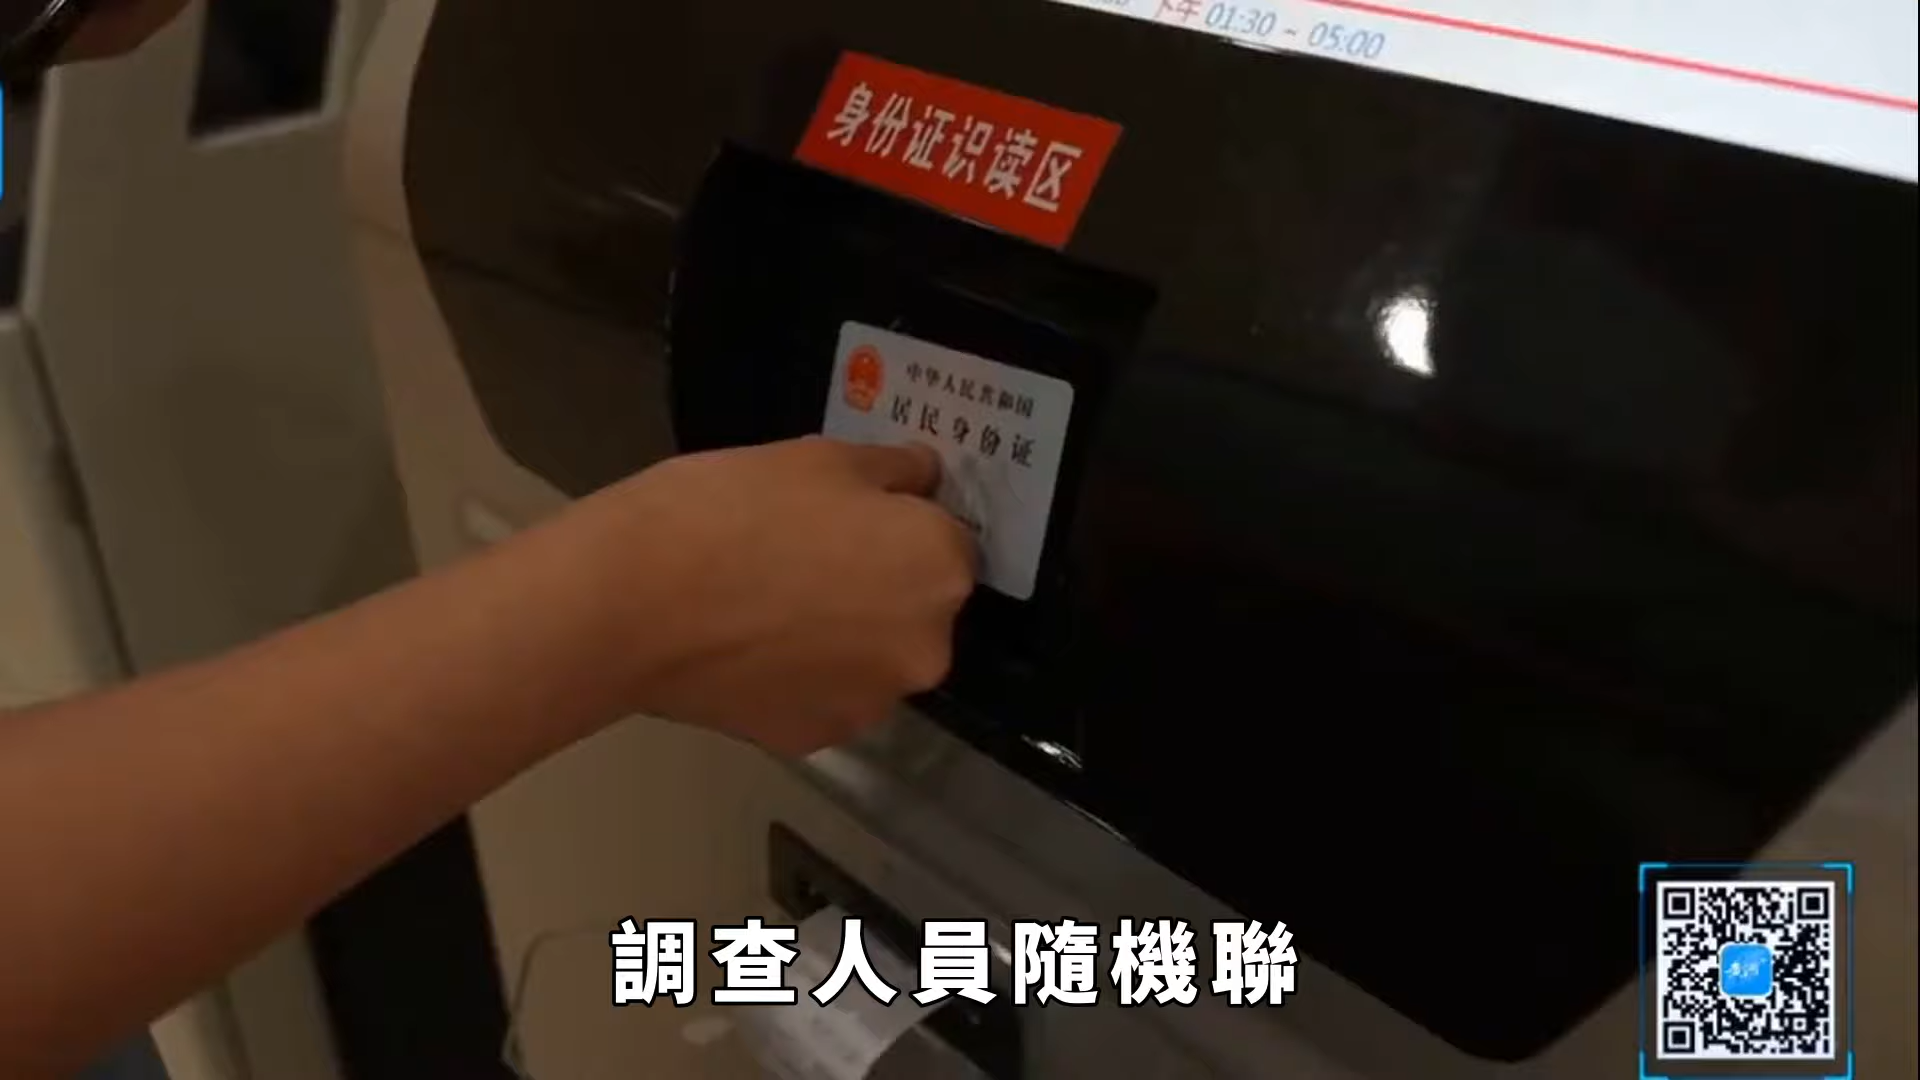 下午 01:30 ~ 05:00
身份证识读区
中华人民共和国
居民身份证
調查人員隨機聯